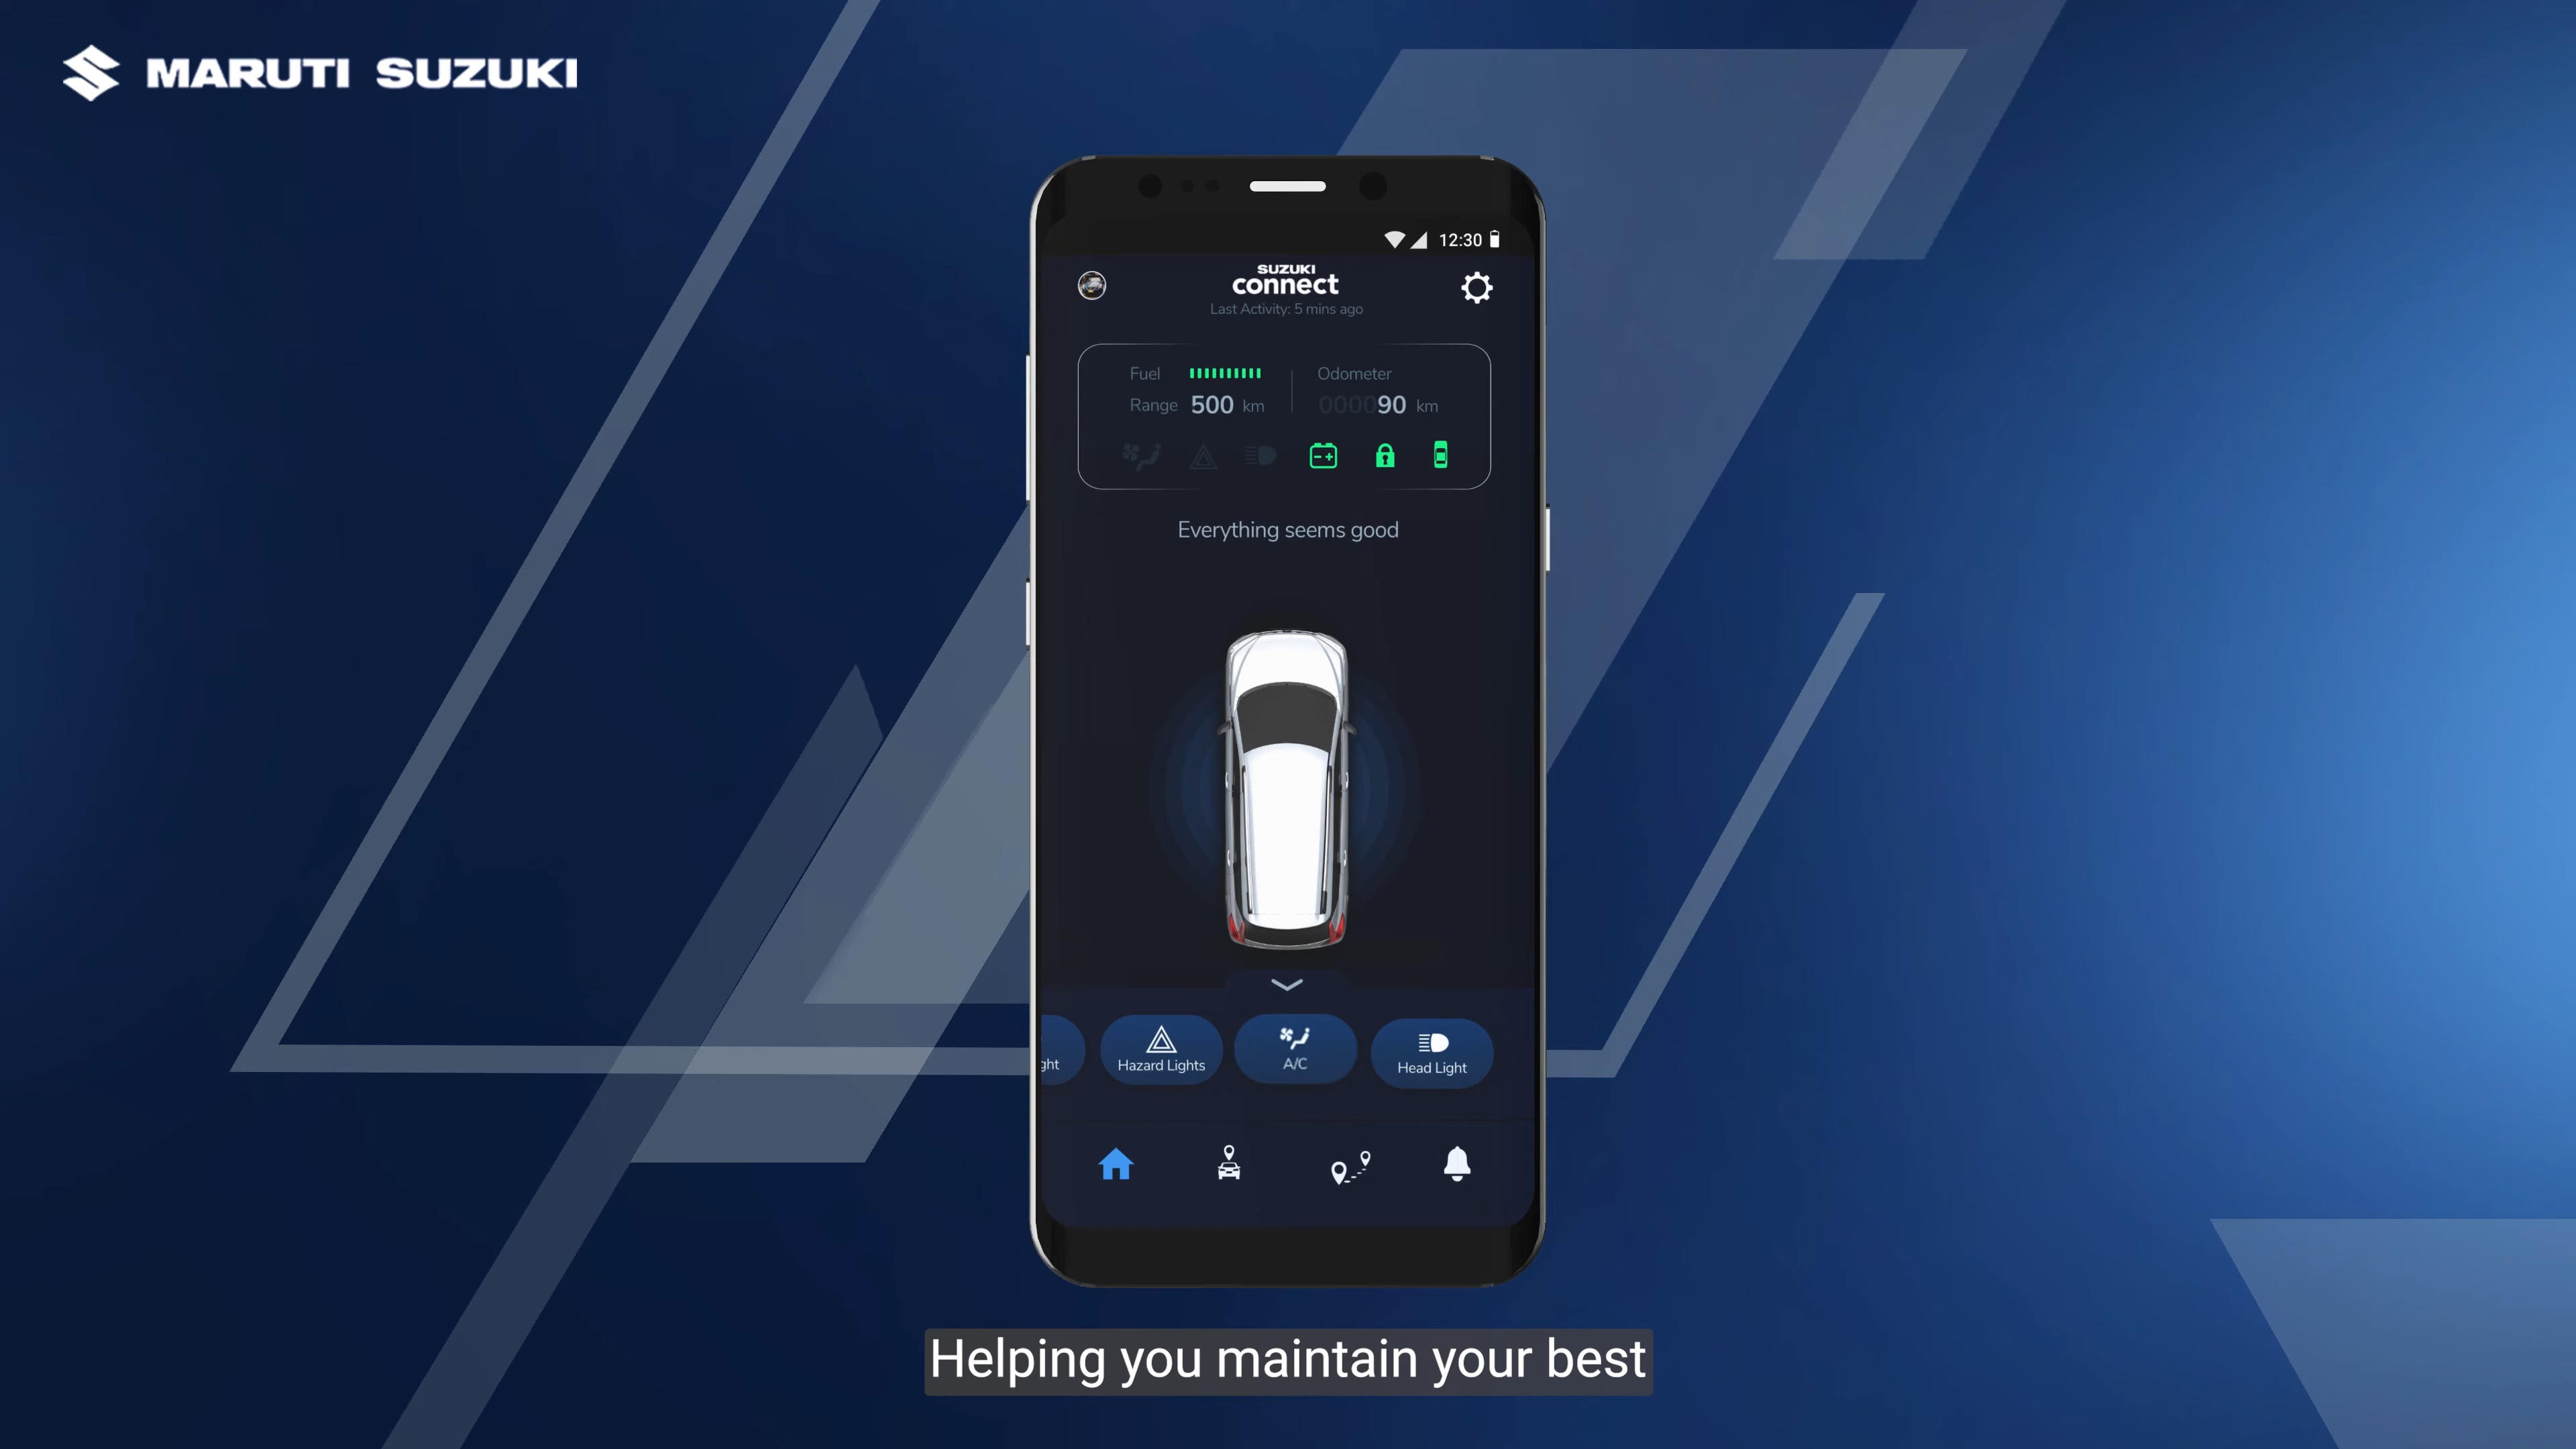 MARUTI SUZUKI
12:30
SUZUKI
connect
Last Activity: 5 mins ago
Fuel
Odometer
Range 500 km
000090 km
Everything seems good
ght
Hazard Lights
A/C
Head Light
Helping you maintain your best